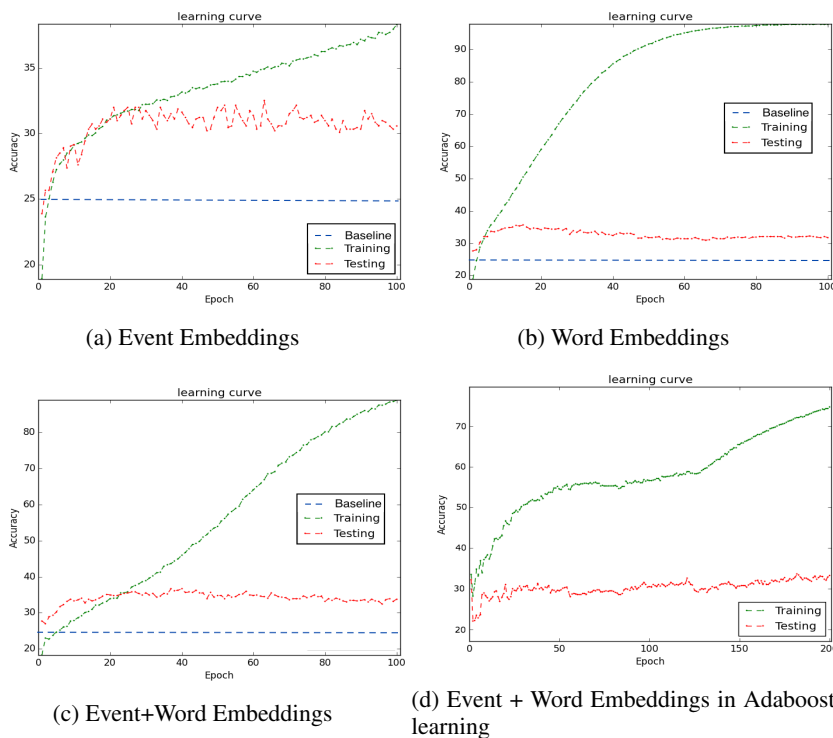 learning curve
Accuracy
35
30
25
20
0
20
40
60
80
100
Epoch
Baseline
Training
Testing
(a) Event Embeddings
learning curve
Accuracy
90
80
70
60
50
40
30
20
0
20
40
60
80
100
Epoch
Baseline
Training
Testing
(b) Word Embeddings
learning curve
Accuracy
80
70
60
50
40
30
20
0
20
40
60
80
100
Epoch
Baseline
Training
Testing
(c) Event+Word Embeddings
learning curve
Accuracy
70
60
50
40
30
20
0
50
100
150
200
Epoch
Training
Testing
(d) Event + Word Embeddings in Adaboost
learning